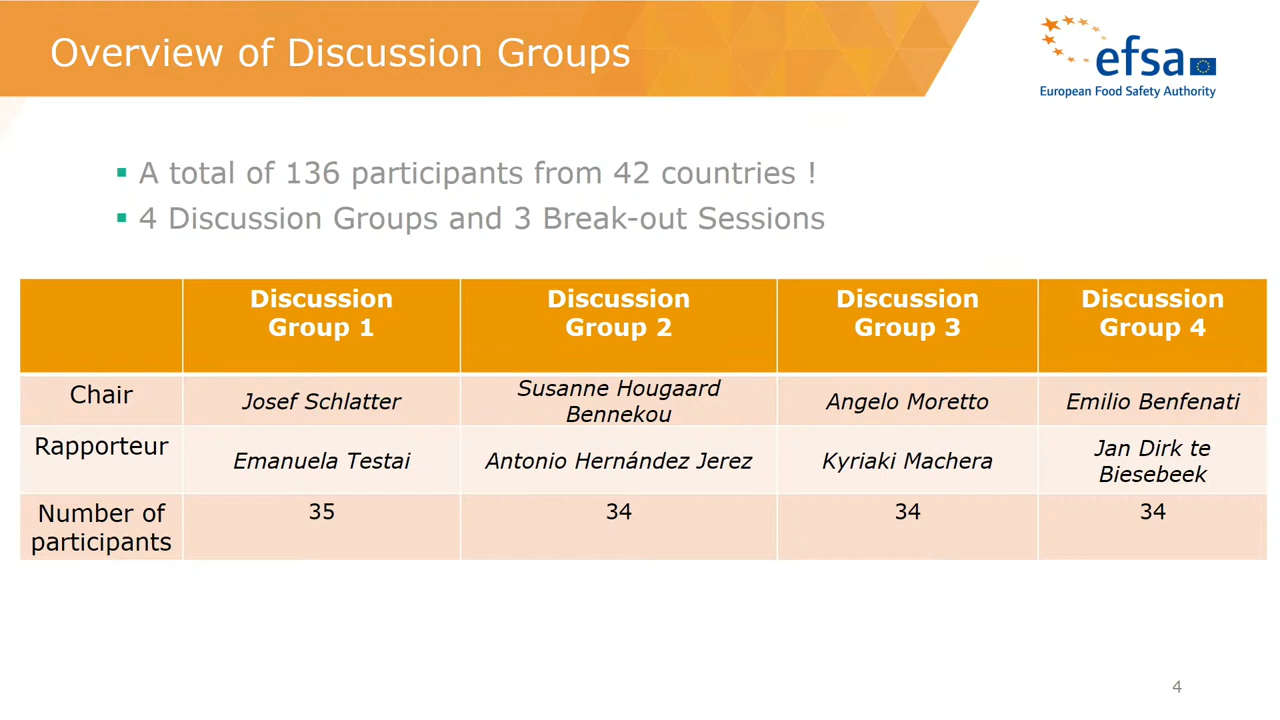 Overview of Discussion Groups
efsa
European Food Safety Authority
A total of 136 participants from 42 countries !
4 Discussion Groups and 3 Break-out Sessions
Discussion Group 1
Discussion Group 2
Discussion Group 3
Discussion Group 4
Chair
Josef Schlatter
Susanne Hougaard Bennekou
Angelo Moretto
Emilio Benfenati
Rapporteur
Emanuela Testai
Antonio Hernández Jerez
Kyriaki Machera
Jan Dirk te Biesebeek
Number of participants
35
34
34
34
4